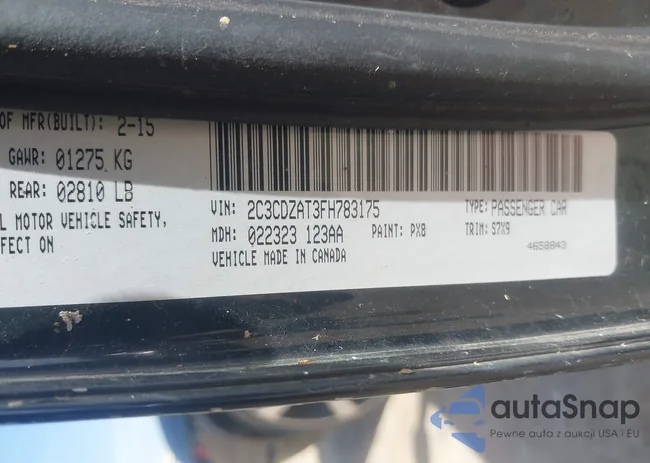 OF MFR(BUILT): 2-15
GAWR: 01275 KG
REAR: 02810 LB
L MOTOR VEHICLE SAFETY,
FFECT ON
VIN: 2C3CDZAT3FH783175
TYPE: PASSENGER CAR
MDH: 022323 123AA
PAINT: PX8
TRIM: S7X9
VEHICLE MADE IN CANADA
4658843
autaSnap
Pewne auta z aukcji USA i EU